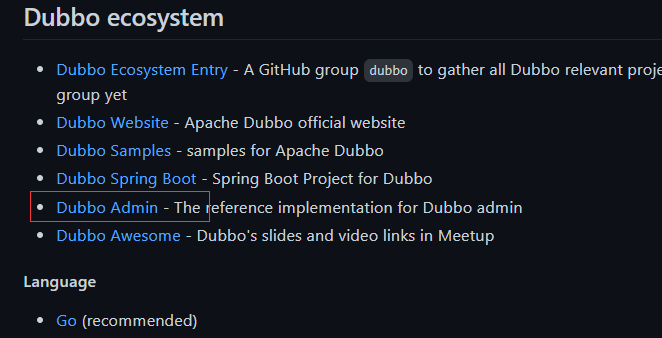 Dubbo ecosystem
• Dubbo Ecosystem Entry - A GitHub group dubbo to gather all Dubbo relevant
group yet
• Dubbo Website - Apache Dubbo official website
• Dubbo Samples - samples for Apache Dubbo
• Dubbo Spring Boot - Spring Boot Project for Dubbo
• Dubbo Admin - The reference implementation for Dubbo admin
• Dubbo Awesome - Dubbo's slides and video links in Meetup
Language
• Go (recommended)